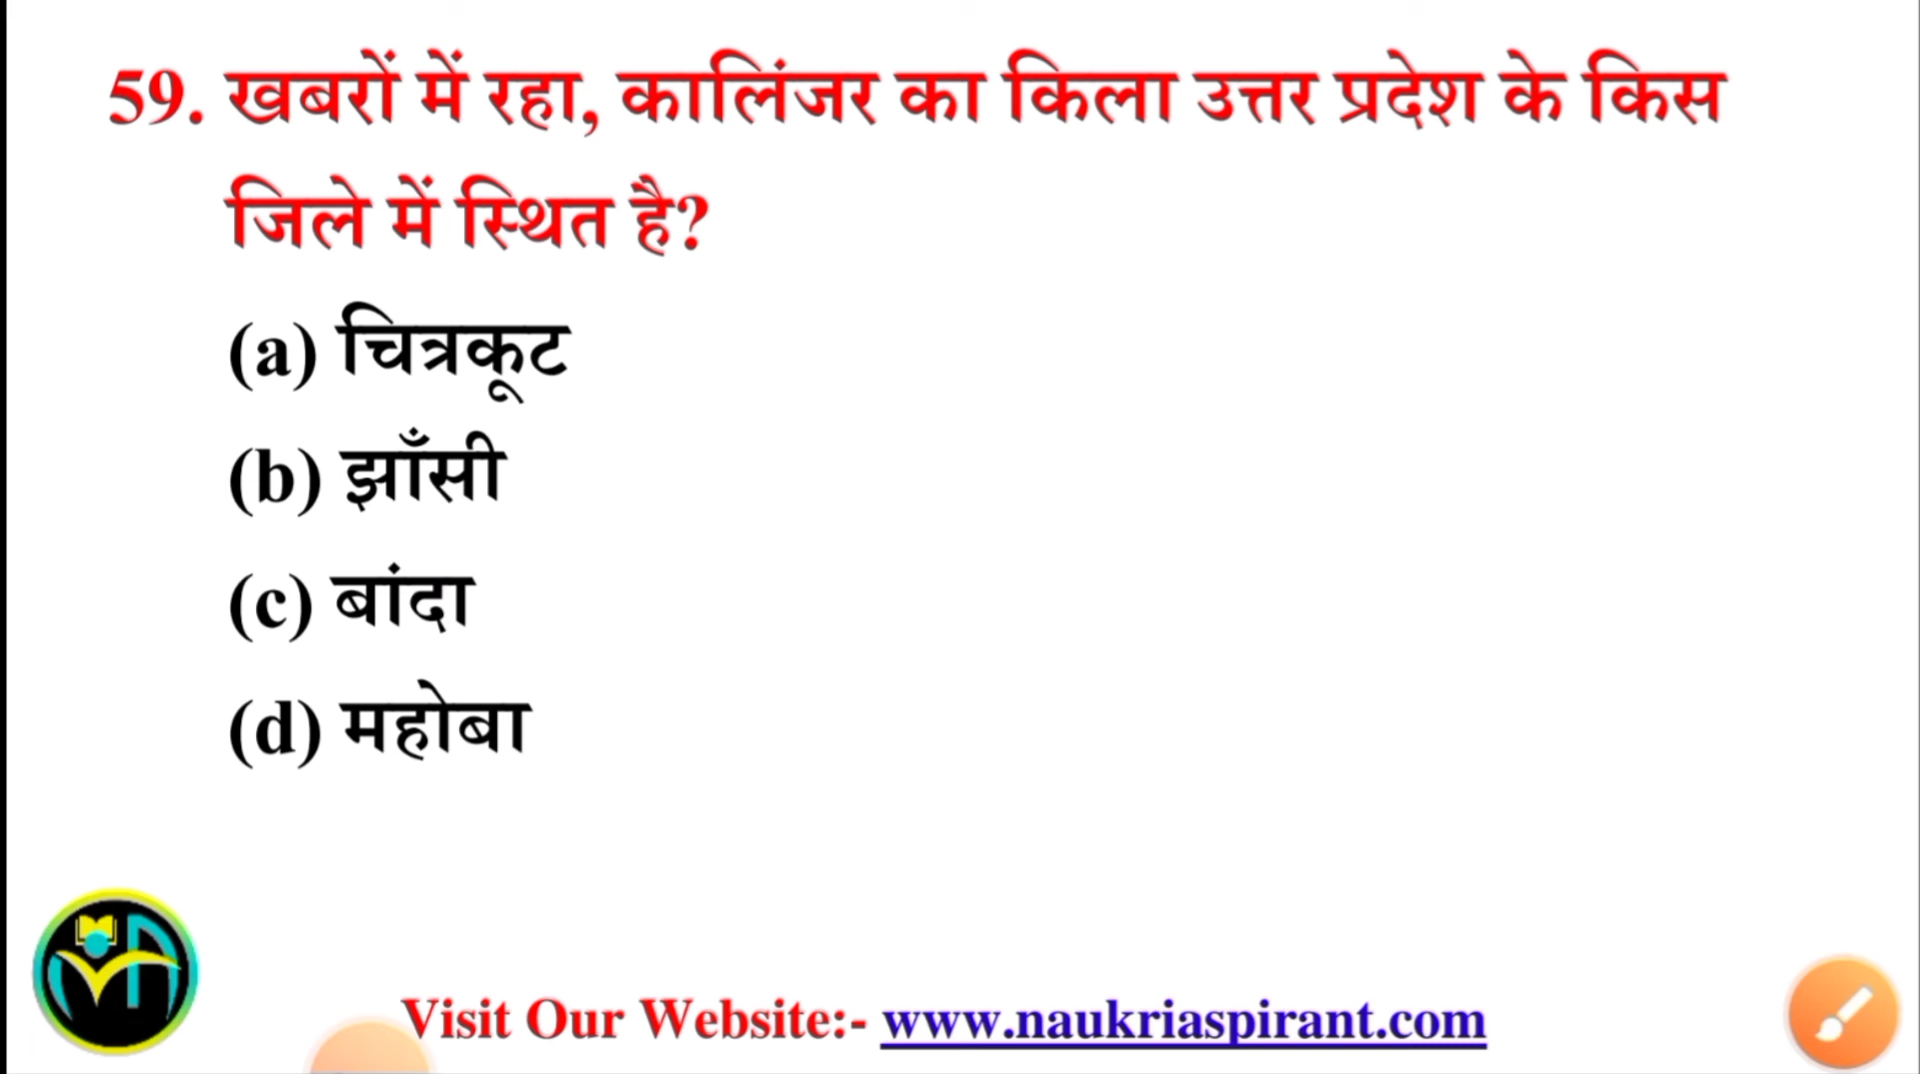 59. खबरों में रहा, कालिंजर का किला उत्तर प्रदेश के किस
जिले में स्थित है?
(a) चित्रकूट
(b) झाँसी
(c) बांदा
(d) महोबा
Visit Our Website:- www.naukriaspirant.com